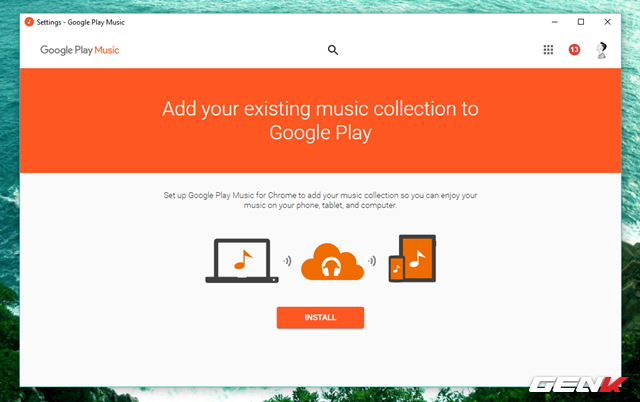 Settings - Google Play Music
Google Play Music
13
Add your existing music collection to
Google Play
Set up Google Play Music for Chrome to add your music collection so you can enjoy your
music on your phone, tablet, and computer.
INSTALL
GENK